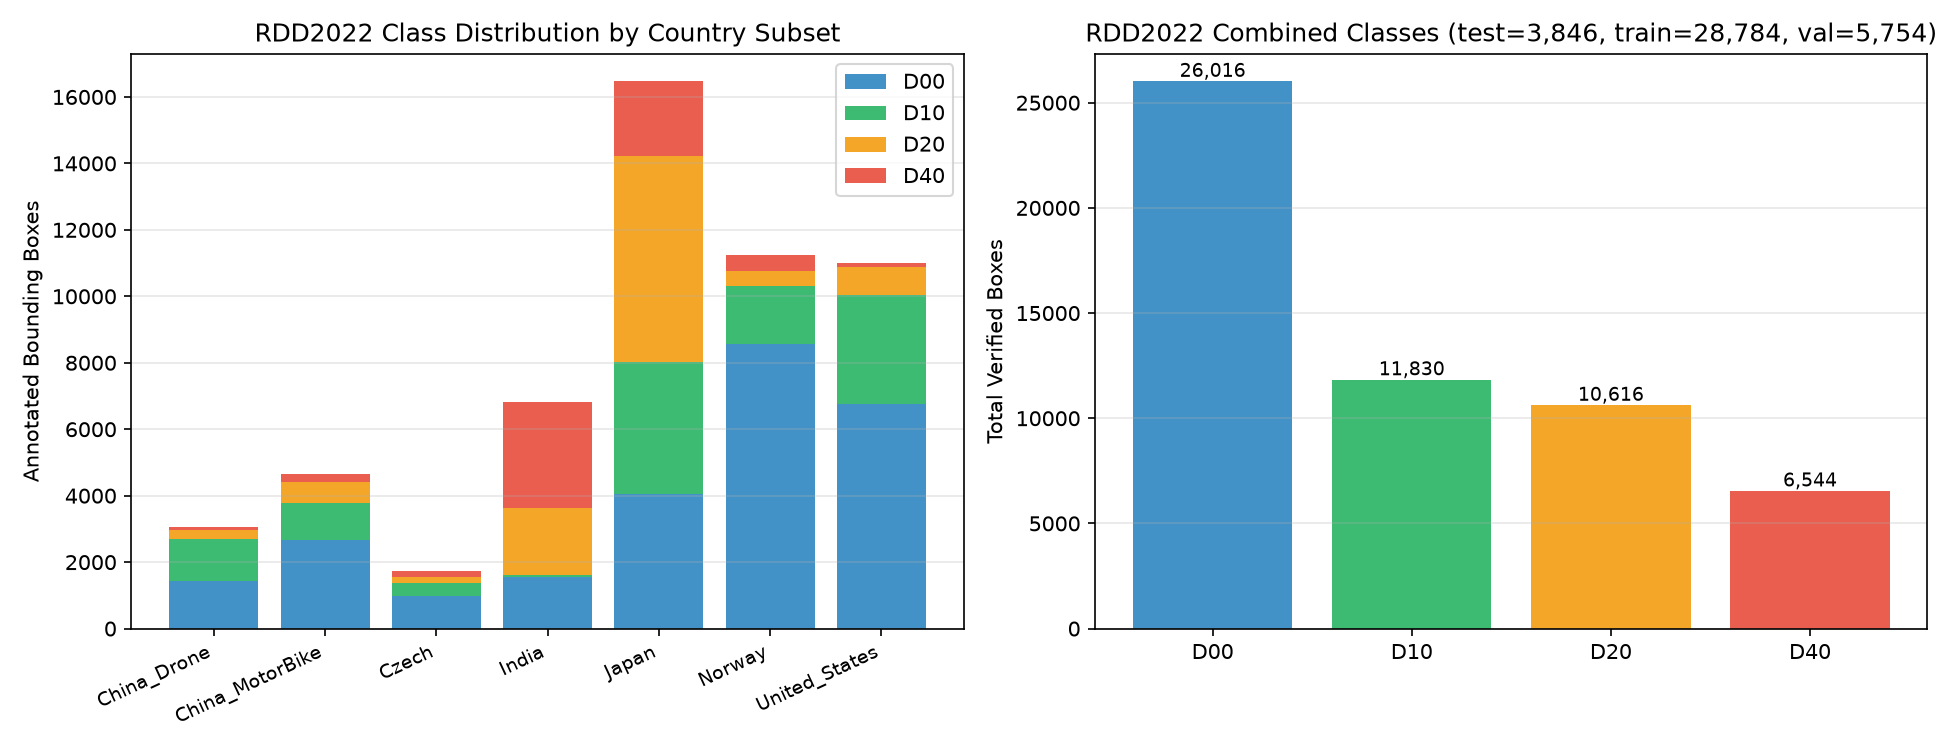 RDD2022 Class Distribution by Country Subset
Annotated Bounding Boxes
16000
14000
12000
10000
8000
6000
4000
2000
0
D00
D10
D20
D40
China_Drone
China_MotorBike
Czech
India
Japan
Norway
United_States
RDD2022 Combined Classes (test=3,846, train=28,784, val=5,754)
Total Verified Boxes
25000
20000
15000
10000
5000
0
26,016
11,830
10,616
6,544
D00
D10
D20
D40